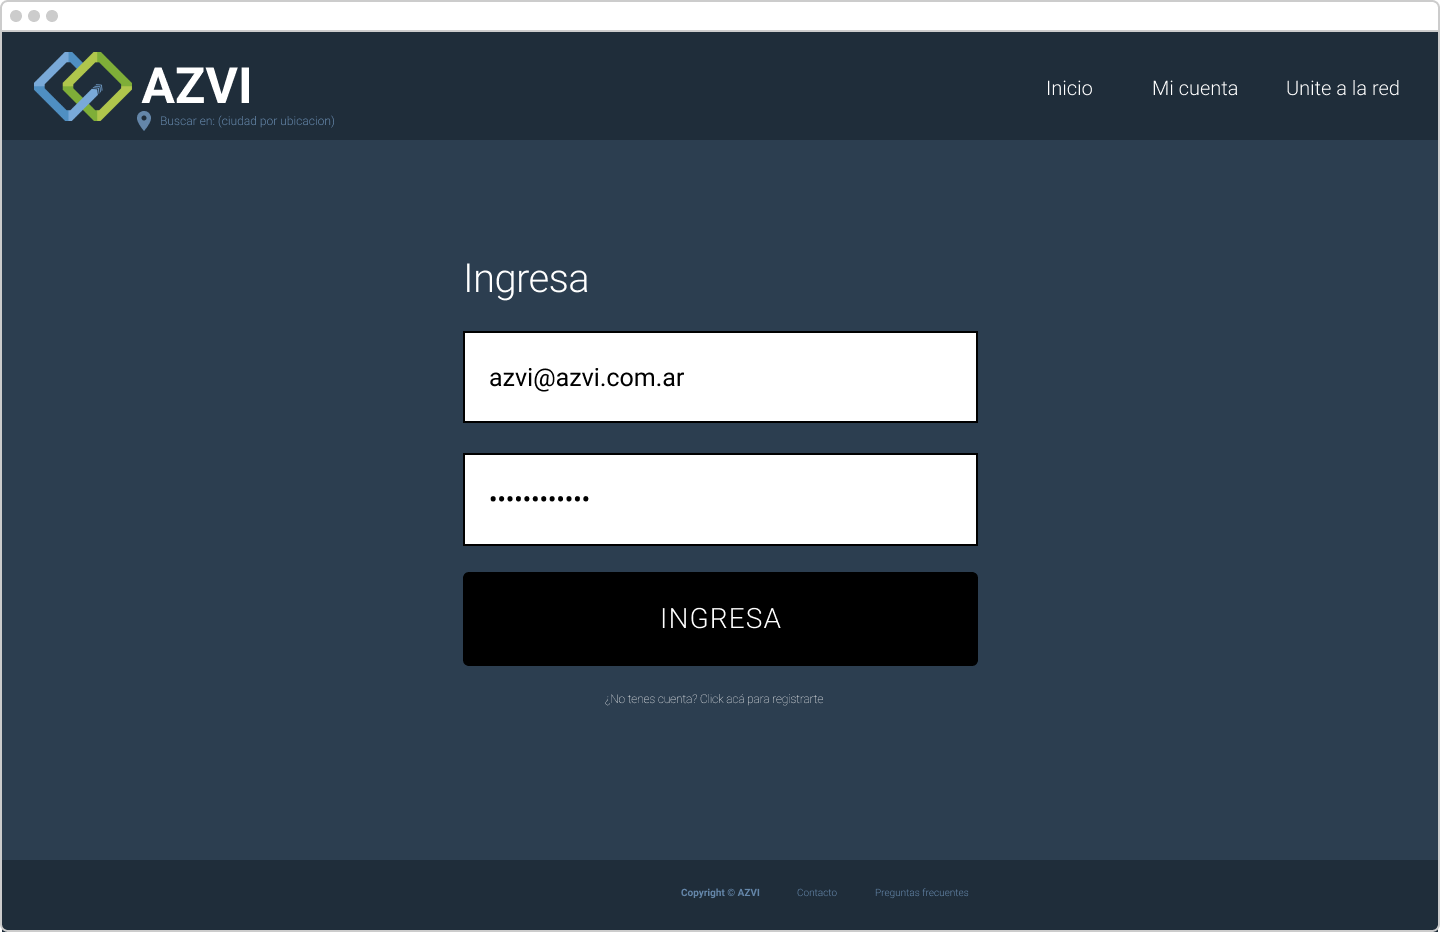 AZVI
Buscar en: (ciudad por ubicacion)
Inicio
Mi cuenta
Unite a la red
Ingresa
azvi@azvi.com.ar
••••••••••••
INGRESA
¿No tenes cuenta? Click acá para registrarte
Copyright © AZVI
Contacto
Preguntas frecuentes